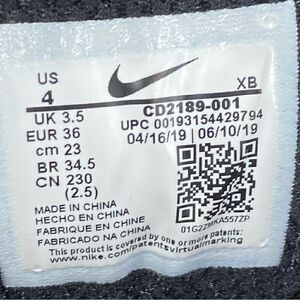 US XB
4 CD2189-001
UK 3.5 UPC 00193154429794
EUR 36 04/16/19 | 06/10/19
cm 23
BR 34.5
CN 230
(2.5)
MADE IN CHINA
HECHO EN CHINA
FABRIQUE EN CHINE
FABRICADO EN CHINA
01GZZMKA557ZP
This product is covered by one or more patents. See
www.nike.com/patentsvirtualmarking